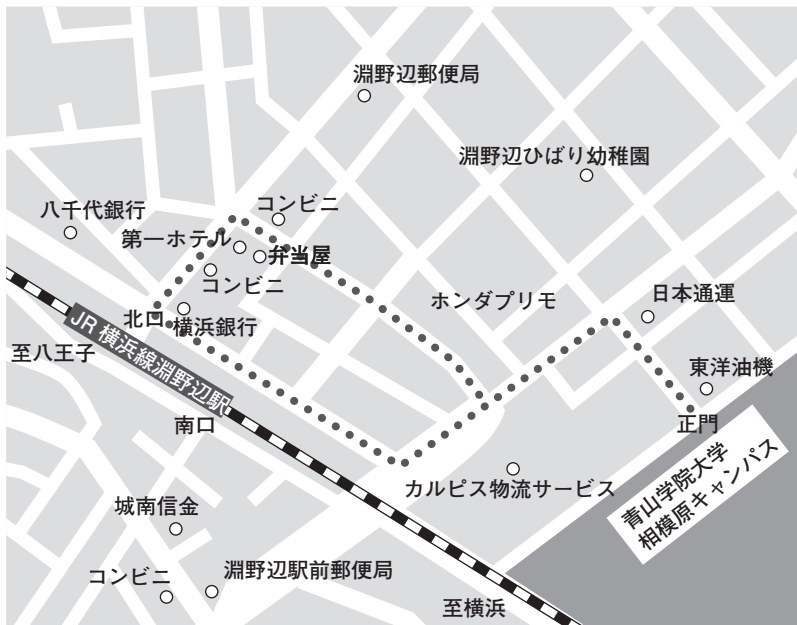 淵野辺郵便局
淵野辺ひばり幼稚園
コンビニ
八千代銀行
第一ホテル
弁当屋
コンビニ
日本通運
ホンダプリモ
北口
横浜銀行
JR 横浜線淵野辺駅
至八王子
東洋油機
南口
正門
青山学院大学
相模原キャンパス
カルピス物流サービス
城南信金
コンビニ
淵野辺駅前郵便局
至横浜